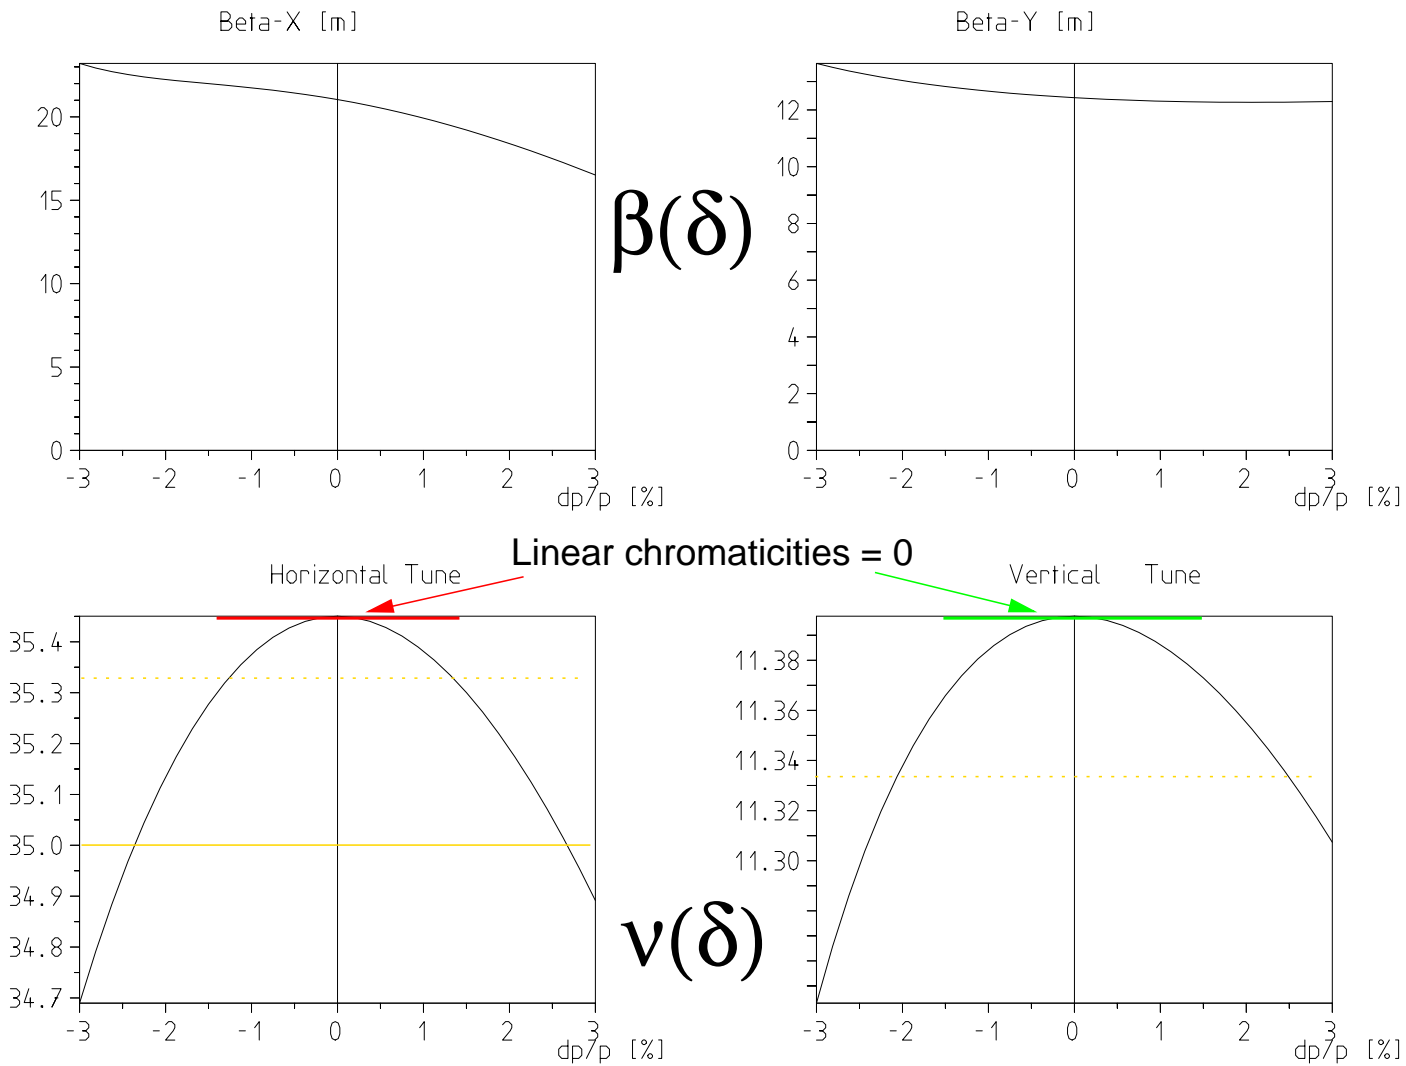 Beta-X [m]
Beta-Y [m]
20
15
10
5
0
-3 -2 -1 0 1 2 3
dp/p [%]
12
10
8
6
4
2
0
-3 -2 -1 0 1 2 3
dp/p [%]
β(δ)
Linear chromaticities = 0
Horizontal Tune
Vertical Tune
35.4
35.3
35.2
35.1
35.0
34.9
34.8
34.7
-3 -2 -1 0 1 2 3
dp/p [%]
11.38
11.36
11.34
11.32
11.30
-3 -2 -1 0 1 2 3
dp/p [%]
ν(δ)